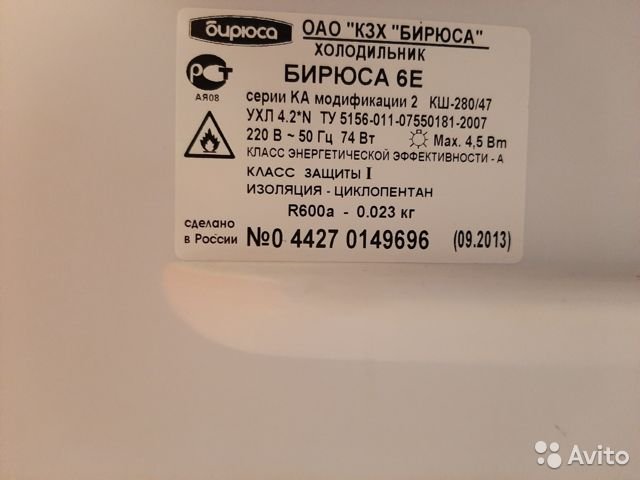 бирюса ОАО "КЗХ "БИРЮСА"
ХОЛОДИЛЬНИК
БИРЮСА 6Е
РСТ
АЯ08
серии КА модификации 2 КШ-280/47
УХЛ 4.2*N ТУ 5156-011-07550181-2007
220 В ~ 50 Гц 74 Вт Max. 4,5 Вm
КЛАСС ЭНЕРГЕТИЧЕСКОЙ ЭФФЕКТИВНОСТИ - А
КЛАСС ЗАЩИТЫ I
ИЗОЛЯЦИЯ - ЦИКЛОПЕНТАН
R600a - 0.023 кг
сделано
в России №0 4427 0149696 (09.2013)
Avito